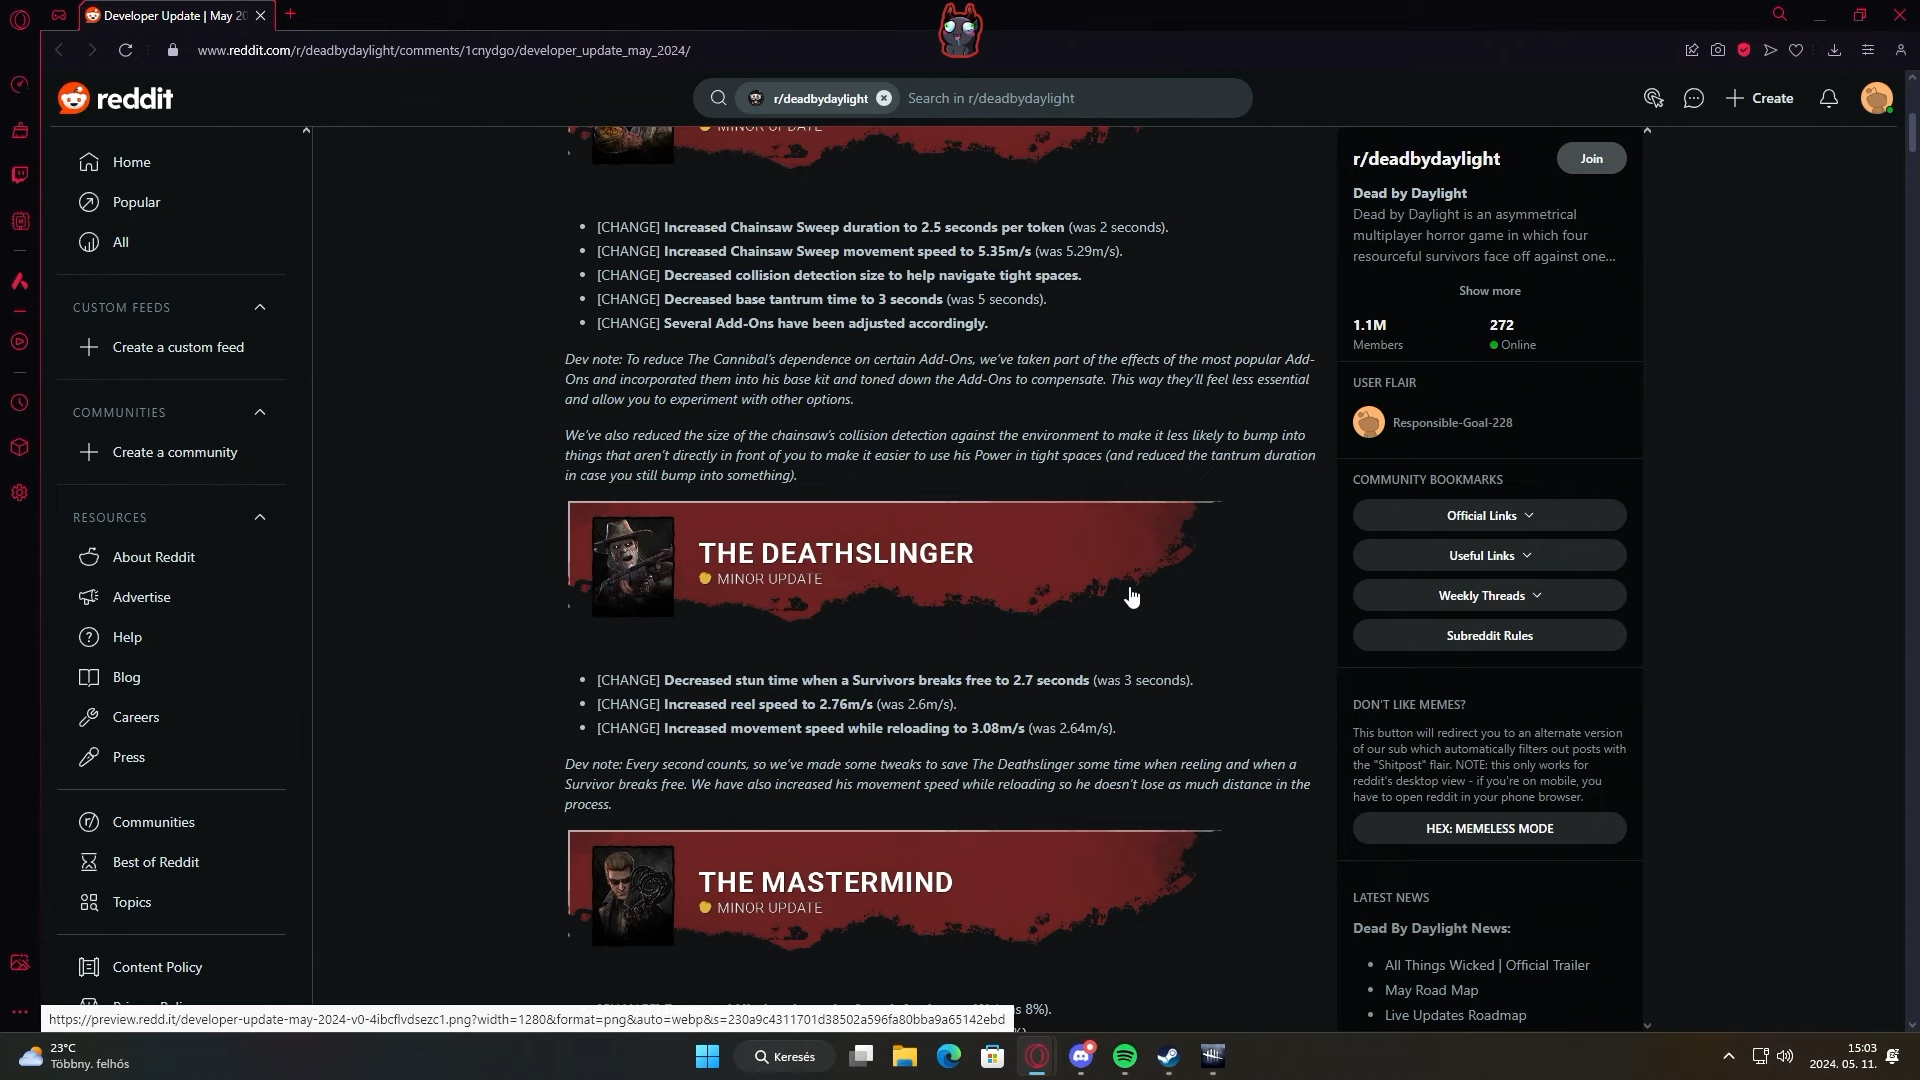 Developer Update | May 20
www.reddit.com/r/deadbydaylight/comments/1cnydgo/developer_update_may_2024/
reddit
r/deadbydaylight
Search in r/deadbydaylight
Create
Home
Popular
All
CUSTOM FEEDS
Create a custom feed
COMMUNITIES
Create a community
RESOURCES
About Reddit
Advertise
Help
Blog
Careers
Press
Communities
Best of Reddit
Topics
Content Policy
MINOR UPDATE
• [CHANGE] Increased Chainsaw Sweep duration to 2.5 seconds per token (was 2 seconds).
• [CHANGE] Increased Chainsaw Sweep movement speed to 5.35m/s (was 5.29m/s).
• [CHANGE] Decreased collision detection size to help navigate tight spaces.
• [CHANGE] Decreased base tantrum time to 3 seconds (was 5 seconds).
• [CHANGE] Several Add-Ons have been adjusted accordingly.
Dev note: To reduce The Cannibal's dependence on certain Add-Ons, we've taken part of the effects of the most popular Add-
Ons and incorporated them into his base kit and toned down the Add-Ons to compensate. This way they'll feel less essential
and allow you to experiment with other options.
We've also reduced the size of the chainsaw's collision detection against the environment to make it less likely to bump into
things that aren't directly in front of you to make it easier to use his Power in tight spaces (and reduced the tantrum duration
in case you still bump into something).
THE DEATHSLINGER
MINOR UPDATE
• [CHANGE] Decreased stun time when a Survivors breaks free to 2.7 seconds (was 3 seconds).
• [CHANGE] Increased reel speed to 2.76m/s (was 2.6m/s).
• [CHANGE] Increased movement speed while reloading to 3.08m/s (was 2.64m/s).
Dev note: Every second counts, so we've made some tweaks to save The Deathslinger some time when reeling and when a
Survivor breaks free. We have also increased his movement speed while reloading so he doesn't lose as much distance in the
process.
THE MASTERMIND
MINOR UPDATE
s 8%).
r/deadbydaylight
Join
Dead by Daylight
Dead by Daylight is an asymmetrical
multiplayer horror game in which four
resourceful survivors face off against one...
Show more
1.1M 272
Members Online
USER FLAIR
Responsible-Goal-228
COMMUNITY BOOKMARKS
Official Links
Useful Links
Weekly Threads
Subreddit Rules
DON'T LIKE MEMES?
This button will redirect you to an alternate version
of our sub which automatically filters out posts with
the "Shitpost" flair. NOTE: this only works for
reddit's desktop view - if you're on mobile, you
have to open reddit in your phone browser.
HEX: MEMELESS MODE
LATEST NEWS
Dead By Daylight News:
• All Things Wicked | Official Trailer
• May Road Map
• Live Updates Roadmap
https://preview.redd.it/developer-update-may-2024-v0-4ibcflvdsezc1.png?width=1280&format=png&auto=webp&s=230a9c4311701d38502a596fa80bba9a65142ebd
23°C
Többny. felhős
Keresés
15:03
2024. 05. 11.